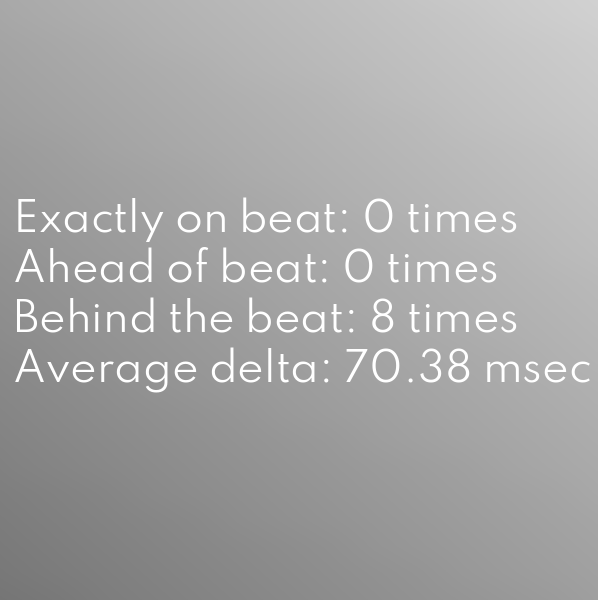 Exactly on beat: 0 times
Ahead of beat: 0 times
Behind the beat: 8 times
Average delta: 70.38 msec